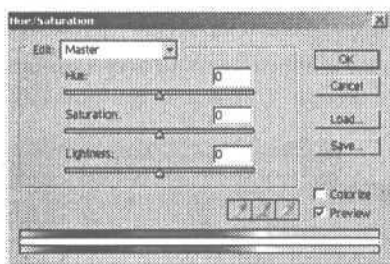 Hue/Saturation
Edit: Master
OK
Hue: 0
Cancel
Saturation: 0
Load...
Lightness: 0
Save...
Colorize
Preview